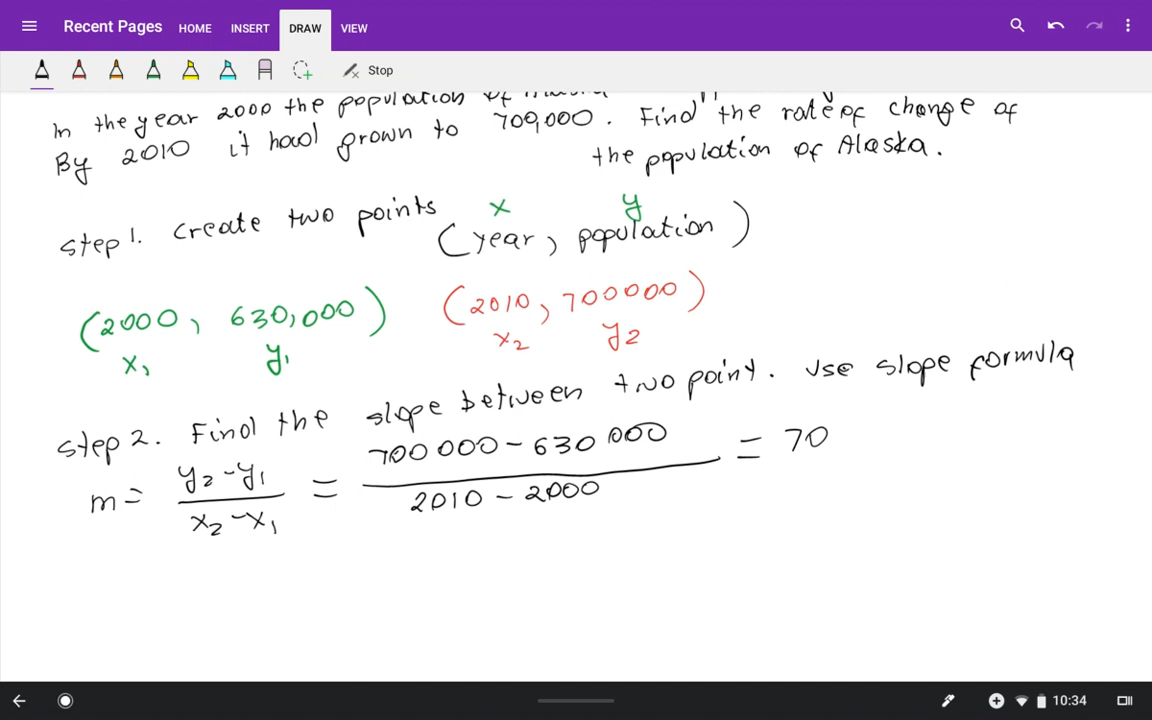 Recent Pages HOME INSERT DRAW VIEW
Stop
In the year 2000 the population of Alaska
By 2010 it had grown to 700,000. Find the rate of change of
the population of Alaska.
x y
step 1. Create two points (year, population)
(2000, 630,000) (2010, 700000)
x₁ y₁ x₂ y₂
step 2. Find the slope between two point. Use slope formula
m = y₂-y₁ / x₂-x₁ = 700 000 - 630 000 / 2010 - 2000 = 70
10:34